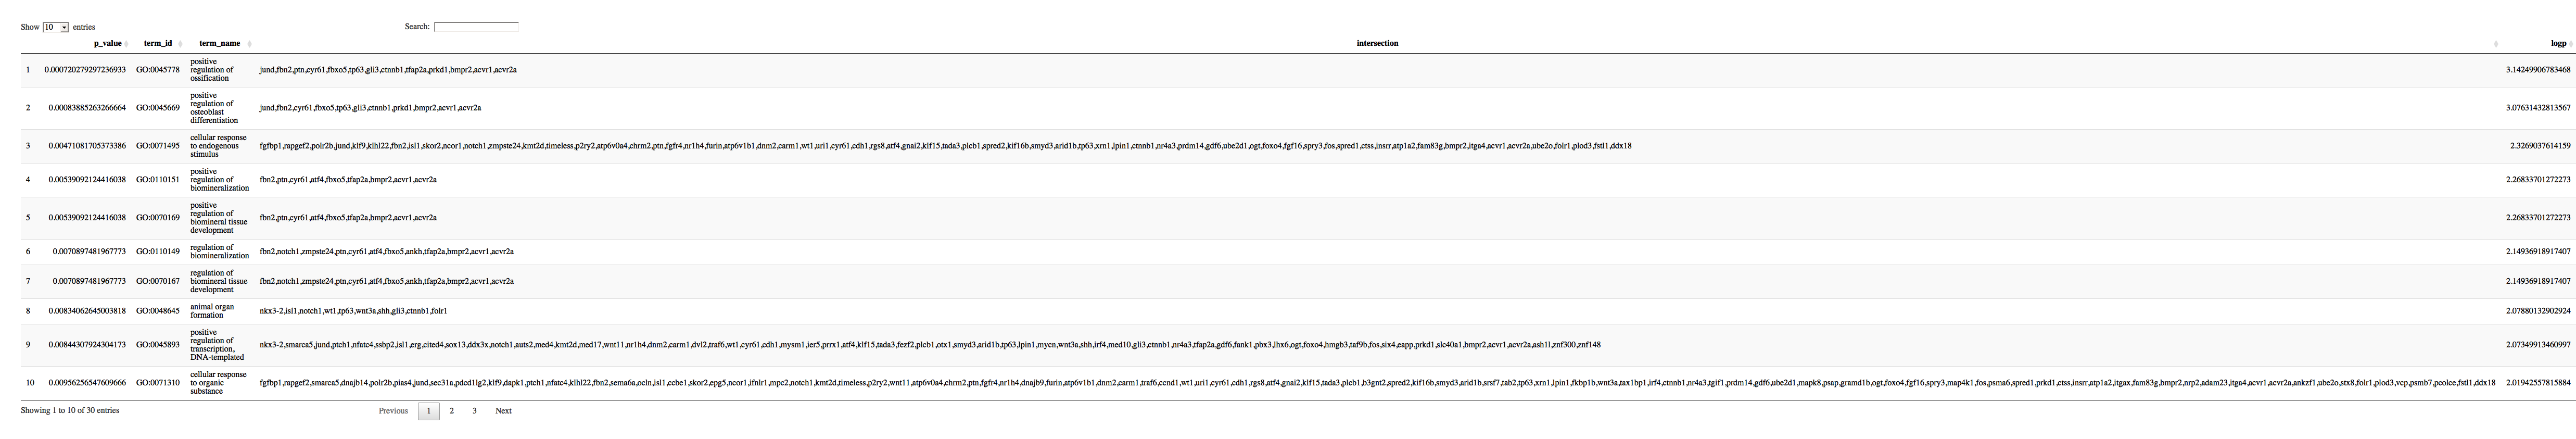 Show 10 entries
Search:
p_value term_id term_name intersection logp
1 0.000720279297236933 GO:0045778 positive regulation of ossification jund,fbn2,ptn,cyr61,fbxo5,tp63,gli3,ctnnb1,tfap2a,prkd1,bmpr2,acvr1,acvr2a 3.14249906783468
2 0.00083885263266664 GO:0045669 positive regulation of osteoblast differentiation jund,fbn2,cyr61,fbxo5,tp63,gli3,ctnnb1,prkd1,bmpr2,acvr1,acvr2a 3.07631432813567
3 0.00471081705373386 GO:0071495 cellular response to endogenous stimulus fgfbp1,rapgef2,polr2b,jund,klf9,klhl22,fbn2,isl1,skor2,ncor1,notch1,zmpste24,kmt2d,timeless,p2ry2,atp6v0a4,chrm2,ptn,fgfr4,nr1h4,furin,atp6v1b1,dnm2,carm1,wt1,uri1,cyr61,cdh1,rgs8,atf4,gnai2,klf15,tada3,plcb1,spred2,kif16b,smyd3,arid1b,tp63,xrn1,lpin1,ctnnb1,nr4a3,prdm14,gdf6,ube2d1,ogt,foxo4,fgf16,spry3,fos,spred1,ctss,insrr,atp1a2,fam83g,bmpr2,itga4,acvr1,acvr2a,ube2o,folr1,plod3,fstl1,ddx18 2.3269037614159
4 0.00539092124416038 GO:0110151 positive regulation of biomineralization fbn2,ptn,cyr61,atf4,fbxo5,tfap2a,bmpr2,acvr1,acvr2a 2.26833701272273
5 0.00539092124416038 GO:0070169 positive regulation of biomineral tissue development fbn2,ptn,cyr61,atf4,fbxo5,tfap2a,bmpr2,acvr1,acvr2a 2.26833701272273
6 0.0070897481967773 GO:0110149 regulation of biomineralization fbn2,notch1,zmpste24,ptn,cyr61,atf4,fbxo5,ankh,tfap2a,bmpr2,acvr1,acvr2a 2.14936918917407
7 0.0070897481967773 GO:0070167 regulation of biomineral tissue development fbn2,notch1,zmpste24,ptn,cyr61,atf4,fbxo5,ankh,tfap2a,bmpr2,acvr1,acvr2a 2.14936918917407
8 0.00834062645003818 GO:0048645 animal organ formation nkx3-2,isl1,notch1,wt1,tp63,wnt3a,shh,gli3,ctnnb1,folr1 2.07880132902924
9 0.00844307924304173 GO:0045893 positive regulation of transcription, DNA-templated nkx3-2,smarca5,jund,ptch1,nfatc4,ssbp2,isl1,erg,cited4,sox13,ddx3x,notch1,auts2,med4,kmt2d,med17,wnt11,nr1h4,dnm2,carm1,dvl2,traf6,wt1,cyr61,cdh1,mysm1,ier5,prrx1,atf4,klf15,tada3,fezf2,plcb1,otx1,smyd3,arid1b,tp63,lpin1,mycn,wnt3a,shh,irf4,med10,gli3,ctnnb1,nr4a3,tfap2a,gdf6,fank1,pbx3,lhx6,ogt,foxo4,hmgb3,taf9b,fos,six4,eapp,prkd1,slc40a1,bmpr2,acvr1,acvr2a,ash1l,znf300,znf148 2.07349913460997
10 0.00956256547609666 GO:0071310 cellular response to organic substance fgfbp1,rapgef2,smarca5,dnajb14,polr2b,pias4,jund,sec31a,pdcd1lg2,klf9,dapk1,ptch1,nfatc4,klhl22,fbn2,sema6a,ocln,isl1,ccbe1,skor2,epg5,ncor1,ifnlr1,mpc2,notch1,kmt2d,timeless,p2ry2,wnt11,atp6v0a4,chrm2,ptn,fgfr4,nr1h4,dnajb9,furin,atp6v1b1,dnm2,carm1,traf6,ccnd1,wt1,uri1,cyr61,cdh1,rgs8,atf4,gnai2,klf15,tada3,plcb1,b3gnt2,spred2,kif16b,smyd3,arid1b,srsf7,tab2,tp63,xrn1,lpin1,fkbp1b,wnt3a,tax1bp1,irf4,ctnnb1,nr4a3,tgif1,prdm14,gdf6,ube2d1,mapk8,psap,gramd1b,ogt,foxo4,fgf16,spry3,map4k1,fos,psma6,spred1,prkd1,ctss,insrr,atp1a2,itgax,fam83g,bmpr2,nrp2,adam23,itga4,acvr1,acvr2a,ankzf1,ube2o,stx8,folr1,plod3,vcp,psmb7,pcolce,fstl1,ddx18 2.01942557815884
Showing 1 to 10 of 30 entries
Previous 1 2 3 Next